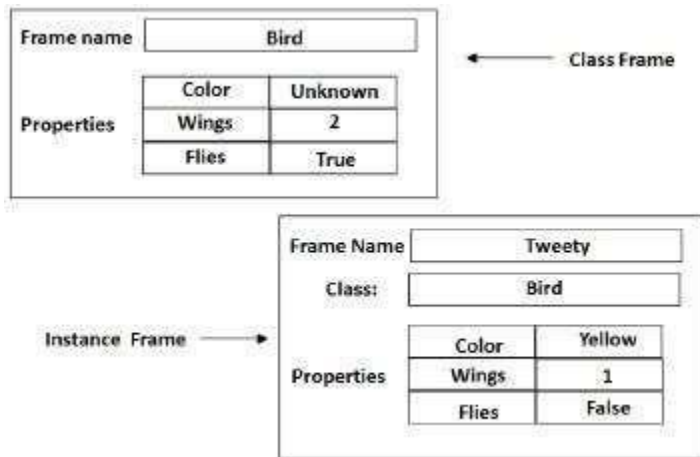 Frame name Bird
Class Frame
Properties
Color Unknown
Wings 2
Flies True
Frame Name Tweety
Class: Bird
Instance Frame
Properties
Color Yellow
Wings 1
Flies False